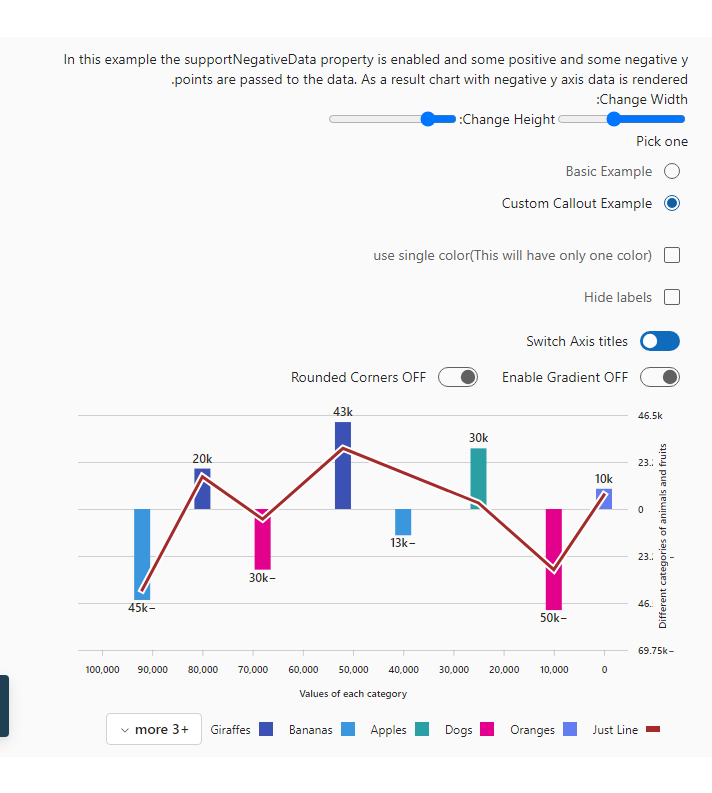 In this example the supportNegativeData property is enabled and some positive and some negative y
.points are passed to the data. As a result chart with negative y axis data is rendered
:Change Width
:Change Height
Pick one
Basic Example
Custom Callout Example
use single color(This will have only one color)
Hide labels
Switch Axis titles
Rounded Corners OFF
Enable Gradient OFF
43k
46.5k
20k
30k
23.
10k
0
13k−
30k−
23.
−
45k−
50k−
46.
69.75k−
Different categories of animals and fruits
100,000 90,000 80,000 70,000 60,000 50,000 40,000 30,000 20,000 10,000 0
Values of each category
more 3+
Giraffes
Bananas
Apples
Dogs
Oranges
Just Line